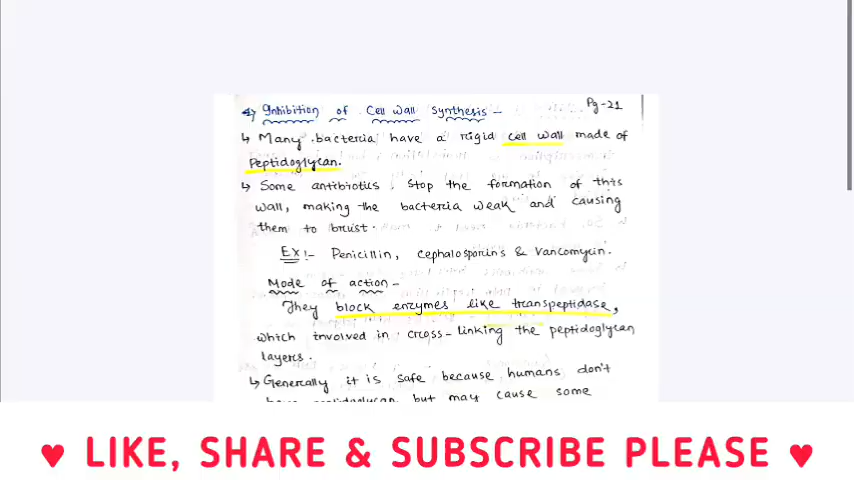 4) Inhibition of Cell Wall Synthesis -
Pg-21
↳ Many bacteria have a rigid cell wall made of
Peptidoglycan.
↳ Some antibiotics stop the formation of this
wall, making the bacteria weak and causing
them to brust.
Ex:- Penicillin, cephalosporins & Vancomycin.
Mode of action -
They block enzymes like transpeptidase,
which involved in cross-linking the peptidoglycan
layers.
↳ Generally it is safe because humans don't
but may cause some
♥ LIKE, SHARE & SUBSCRIBE PLEASE ♥